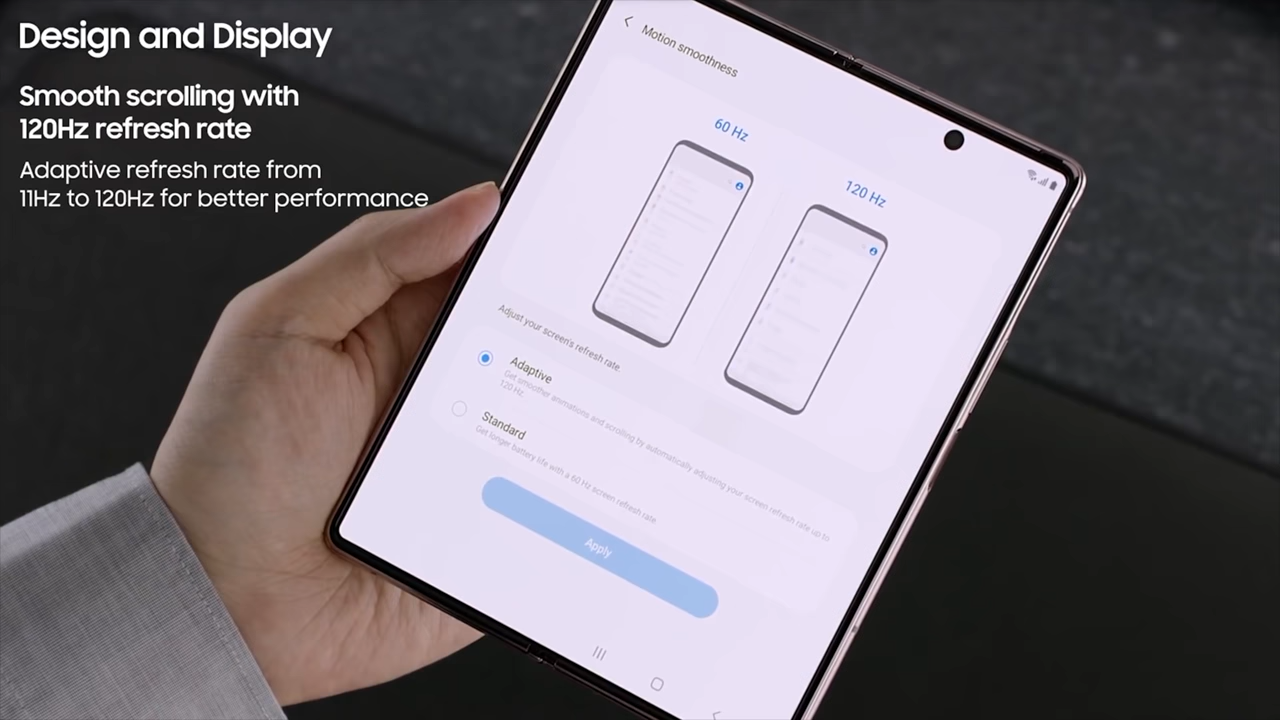 Design and Display
Smooth scrolling with
120Hz refresh rate
Adaptive refresh rate from
11Hz to 120Hz for better performance
Motion smoothness
60 Hz
120 Hz
Adjust your screen's refresh rate.
Adaptive
Get smoother animations and scrolling by automatically adjusting your screen refresh rate up to
120 Hz.
Standard
Get longer battery life with a 60 Hz screen refresh rate.
Apply